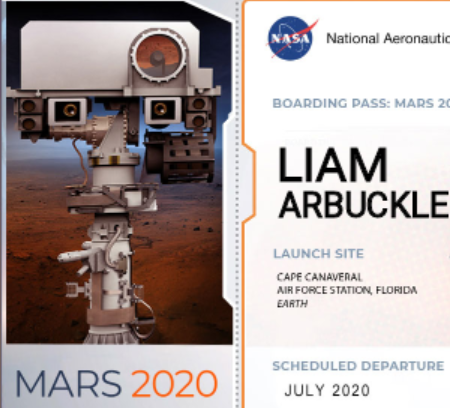 NASA
National Aeronautic
BOARDING PASS: MARS 20
LIAM
ARBUCKLE
LAUNCH SITE
CAPE CANAVERAL
AIR FORCE STATION, FLORIDA
EARTH
SCHEDULED DEPARTURE
JULY 2020
MARS 2020